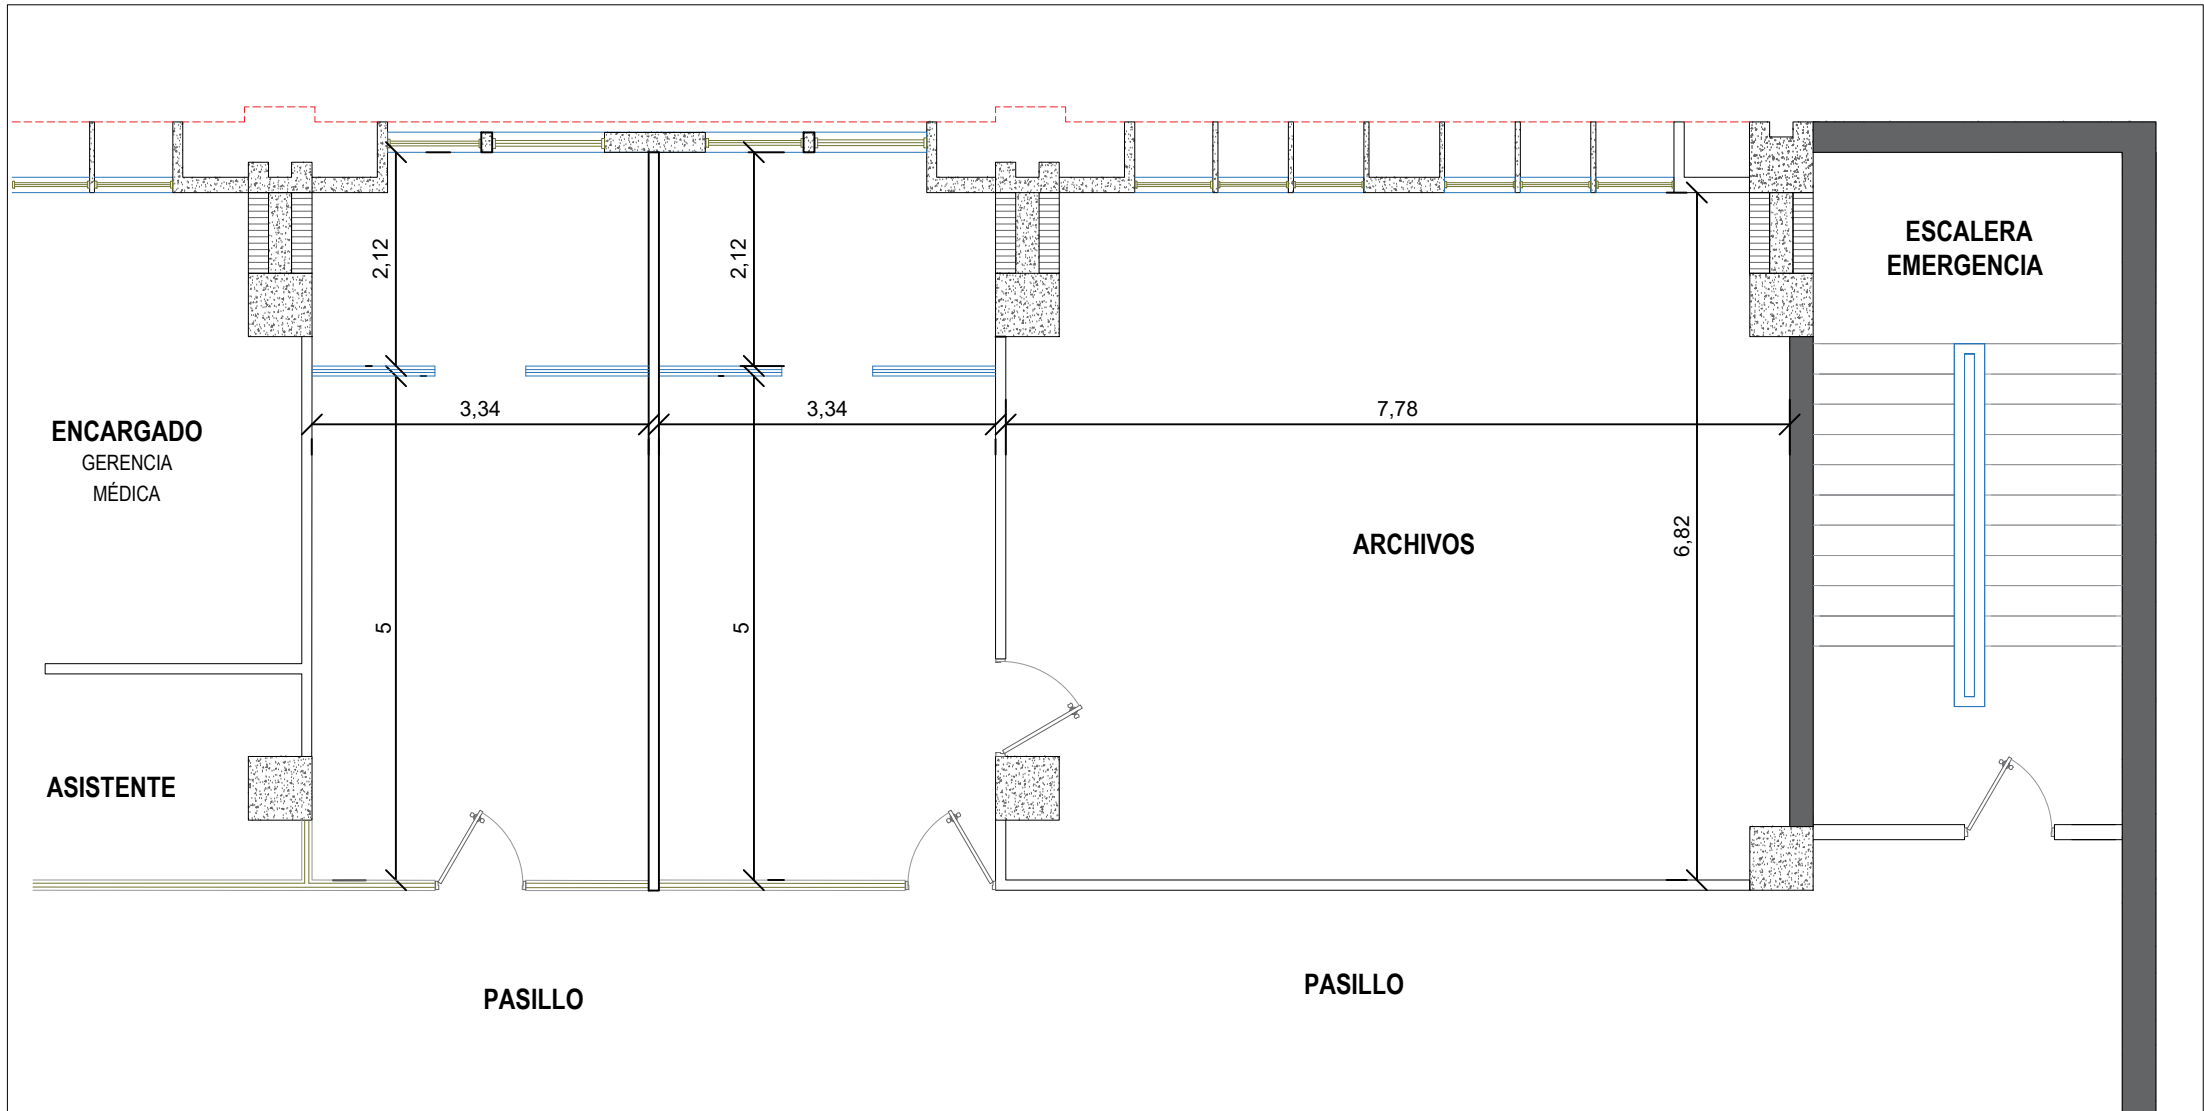 ESCALERA
EMERGENCIA
2,12
2,12
3,34
3,34
7,78
ENCARGADO
GERENCIA
MÉDICA
ARCHIVOS
6,82
5
5
ASISTENTE
PASILLO
PASILLO